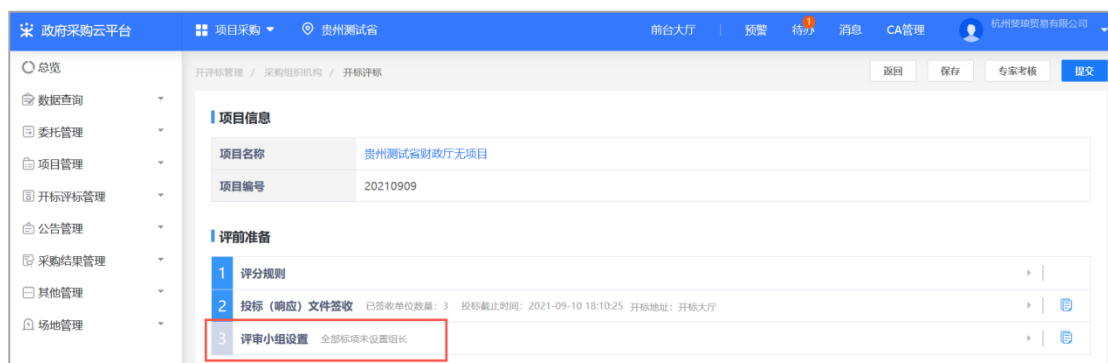 政府采购云平台 项目采购 贵州测试省 前台大厅 预警 待办 1 消息 CA管理 杭州斐琅贸易有限公司
总览 开评标管理 / 采购组织机构 / 开标评标 返回 保存 专家考核 提交
数据查询
委托管理
项目管理
开标评标管理
公告管理
采购结果管理
其他管理
场地管理
项目信息
项目名称 贵州测试省财政厅无项目
项目编号 20210909
评前准备
1 评分规则
2 投标（响应）文件签收 已签收单位数量：3 投标截止时间：2021-09-10 18:10:25 开标地址：开标大厅
3 评审小组设置 全部标项未设置组长